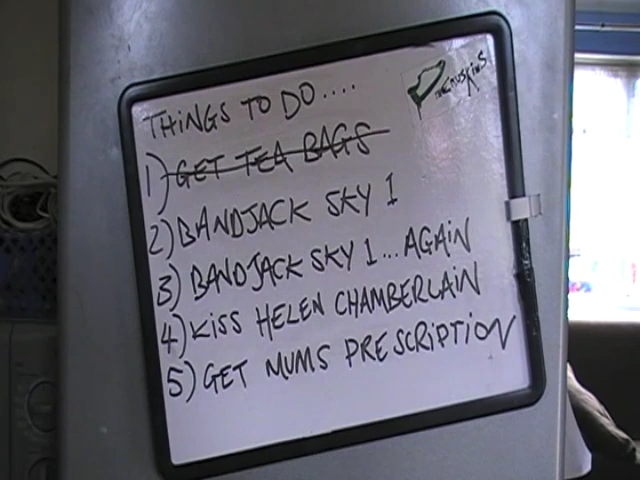 THINGS TO DO....
1) GET TEA BAGS
2) BANDJACK SKY 1
3) BANDJACK SKY 1...AGAIN
4) KISS HELEN CHAMBERLAIN
5) GET MUMS PRESCRIPTION